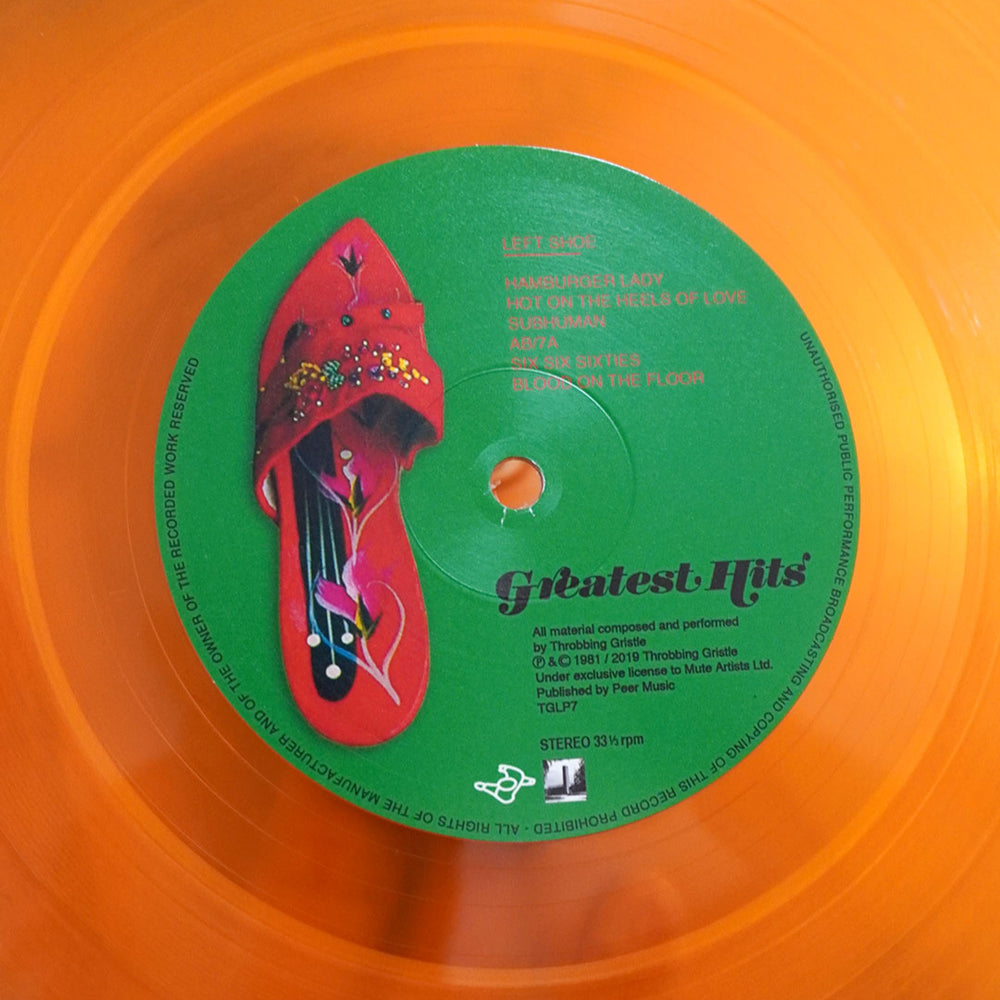 LEFT SHOE
HAMBURGER LADY
HOT ON THE HEELS OF LOVE
SUBHUMAN
AB/7A
SIX SIX SIXTIES
BLOOD ON THE FLOOR
Greatest Hits
All material composed and performed
by Throbbing Gristle
℗ & © 1981 / 2019 Throbbing Gristle
Under exclusive license to Mute Artists Ltd.
Published by Peer Music
TGLP7
STEREO 33⅓ rpm
ALL RIGHTS OF THE MANUFACTURER AND OF THE OWNER OF THE RECORDED WORK RESERVED
UNAUTHORISED PUBLIC PERFORMANCE BROADCASTING AND COPYING OF THIS RECORD PROHIBITED -